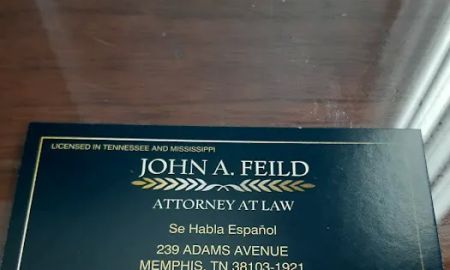 LICENSED IN TENNESSEE AND MISSISSIPPI
JOHN A. FEILD
ATTORNEY AT LAW
Se Habla Español
239 ADAMS AVENUE
MEMPHIS, TN 38103-1921